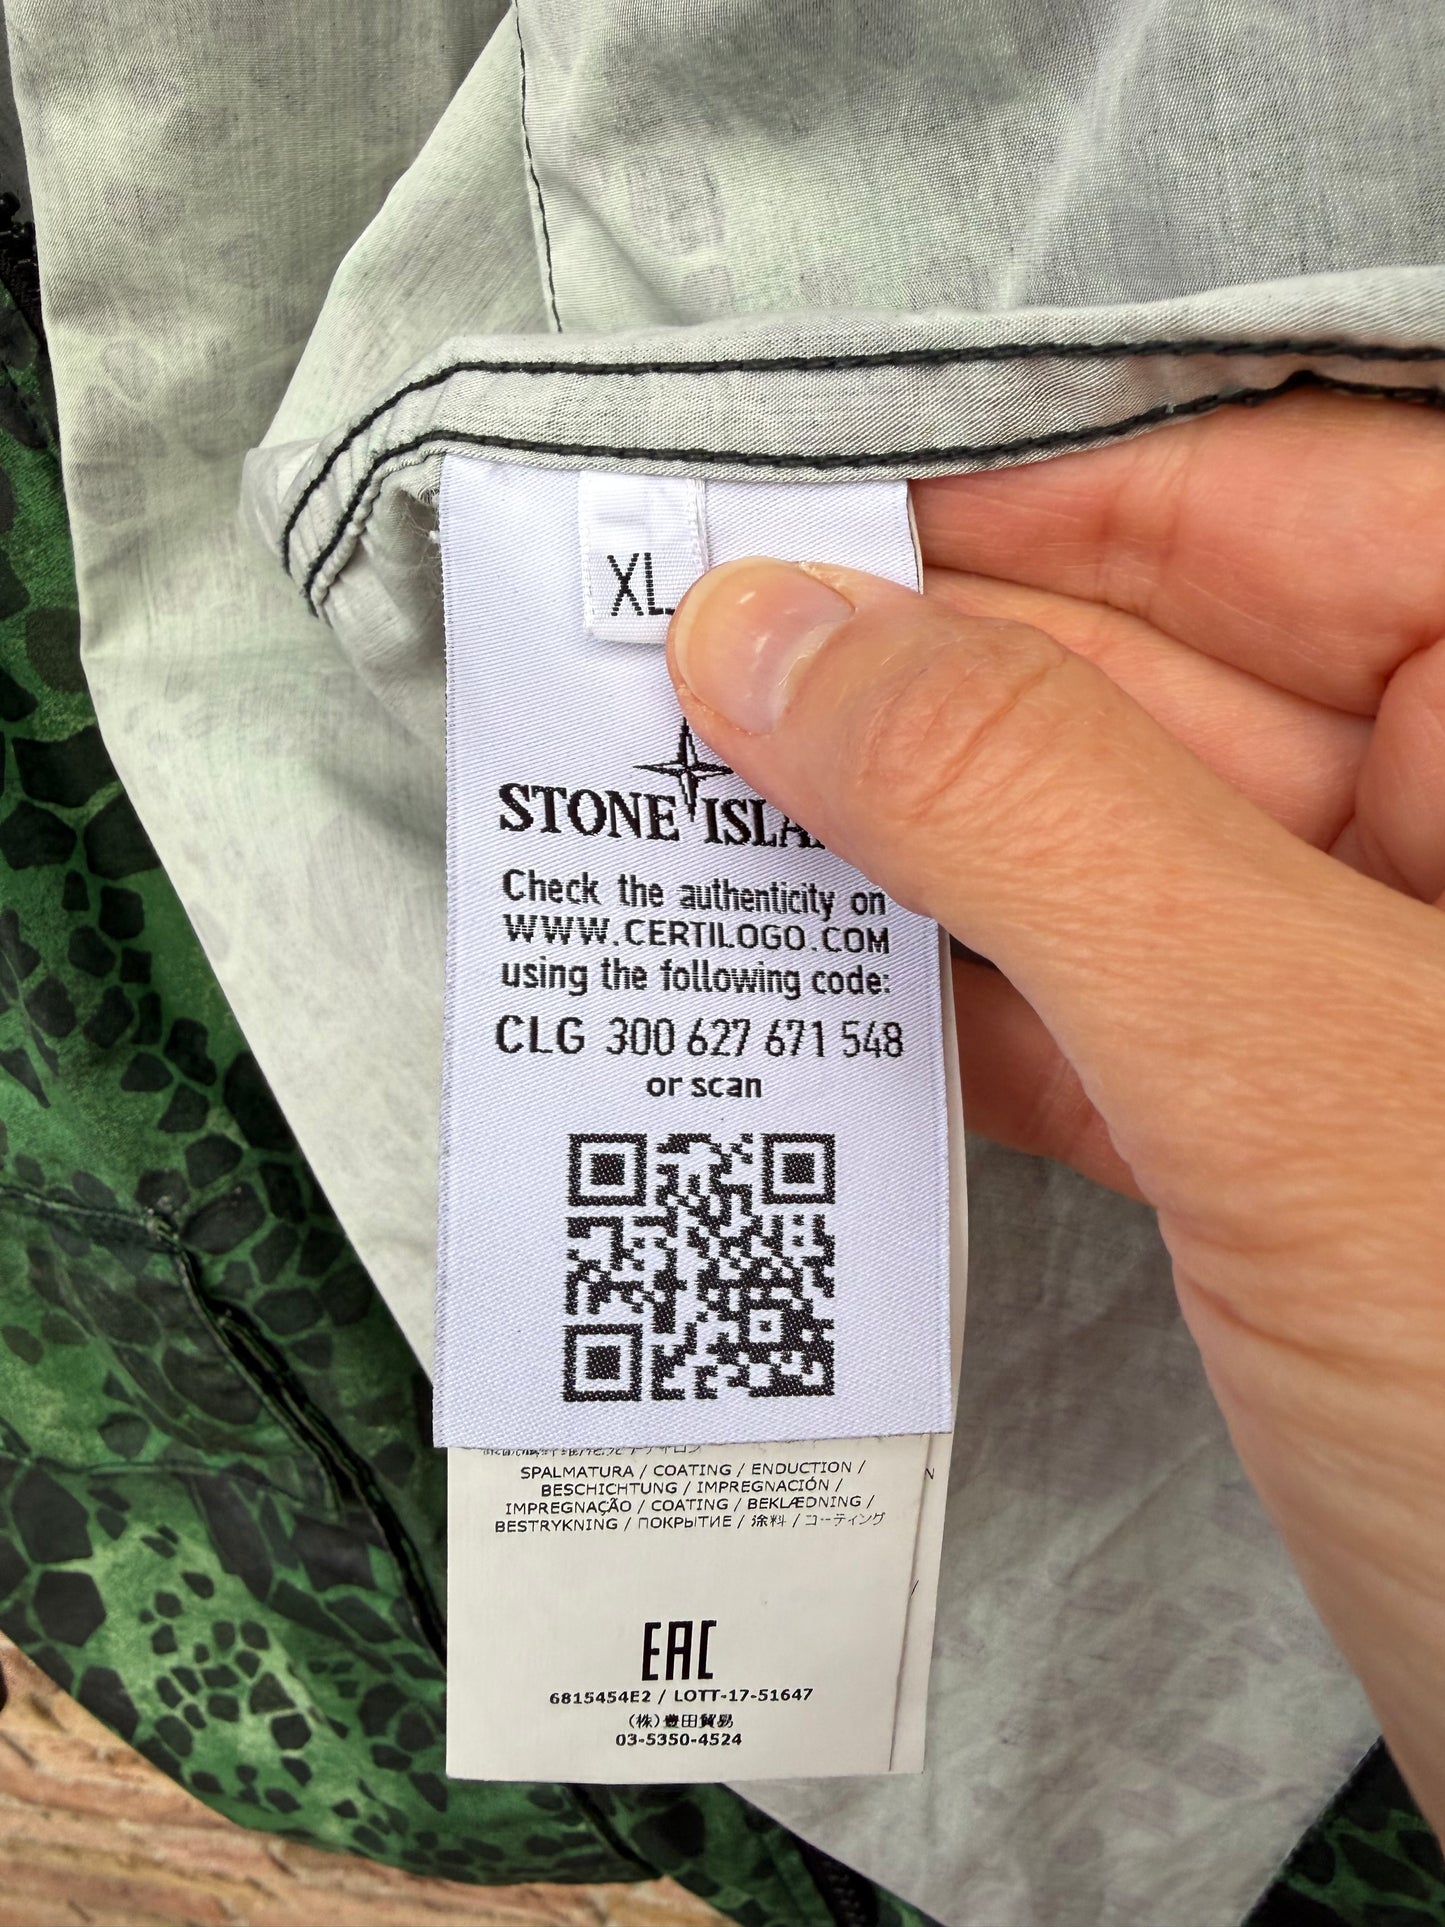 XL
STONE ISLA
Check the authenticity on
WWW.CERTILOGO.COM
using the following code:
CLG 300 627 671 548
or scan
SPALMATURA / COATING / ENDUCTION /
BESCHICHTUNG / IMPREGNACIÓN /
IMPREGNAÇÃO / COATING / BEKLÆDNING /
BESTRYKNING / ПОКРЫТИЕ / 涂料 / コーティング
EAC
6815454E2 / LOTT-17-51647
(株)豊田貿易
03-5350-4524